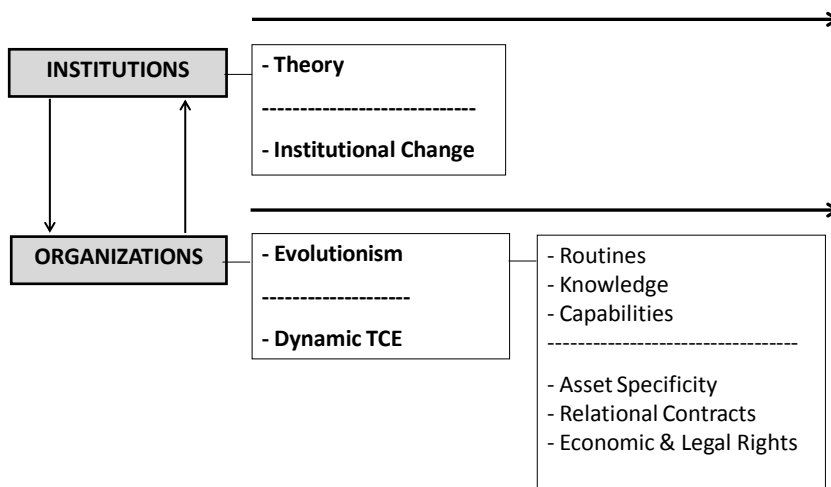 INSTITUTIONS
- Theory
-----------------------------
- Institutional Change
ORGANIZATIONS
- Evolutionism
--------------------
- Dynamic TCE
- Routines
- Knowledge
- Capabilities
----------------------------------
- Asset Specificity
- Relational Contracts
- Economic & Legal Rights